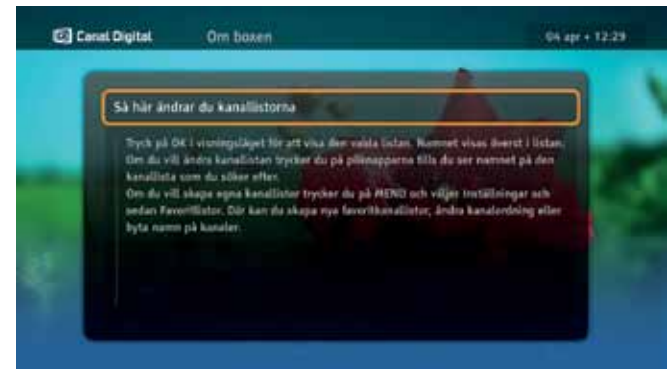 Canal Digital Om boxen 04 apr • 12:29
Så här ändrar du kanallistorna
Tryck på OK i visningsläget för att visa den valda listan. Namnet visas överst i listan.
Om du vill ändra kanallistan trycker du på pilknapparna tills du ser namnet på den
kanallista som du söker efter.
Om du vill skapa egna kanallistor trycker du på MENU och väljer Inställningar och
sedan Favoritlistor. Där kan du skapa nya favoritkanallistor, ändra kanalordning eller
byta namn på kanaler.